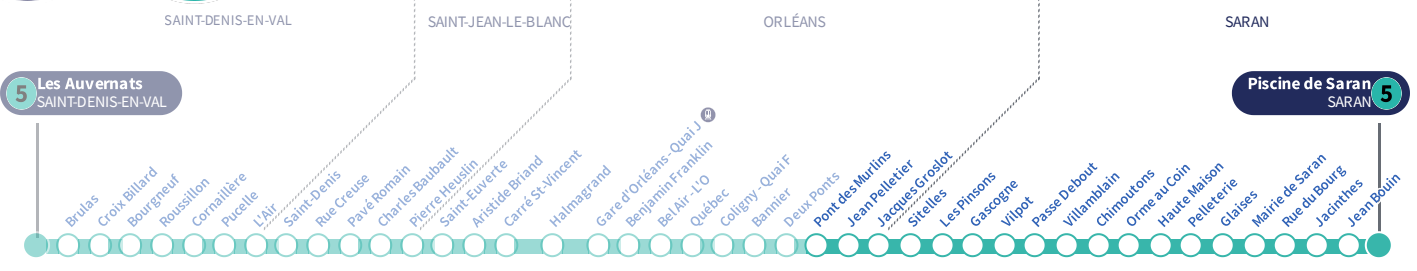 SAINT-DENIS-EN-VAL
SAINT-JEAN-LE-BLANC
ORLÉANS
SARAN
5
Les Auvernats
SAINT-DENIS-EN-VAL
Piscine de Saran
SARAN
5
Brulas
Croix Billard
Bourgneuf
Roussillon
Cornaillère
Pucelle
L'Air
Saint-Denis
Rue Creuse
Pavé Romain
Charles Baubault
Pierre Heuslin
Saint-Euverte
Aristide Briand
Carré St-Vincent
Halmagrand
Gare d'Orléans - Quai J
Benjamin Franklin
Bel Air - L'O
Québec
Coligny - Quai F
Bannier
Deux Ponts
Pont des Murlins
Jean Pelletier
Jacques Groslot
Sitelles
Les Pinsons
Gascogne
Vilpot
Passe Debout
Villamblain
Chimoutons
Orme au Coin
Haute Maison
Pelleterie
Glaises
Mairie de Saran
Rue du Bourg
Jacinthes
Jean Bouin